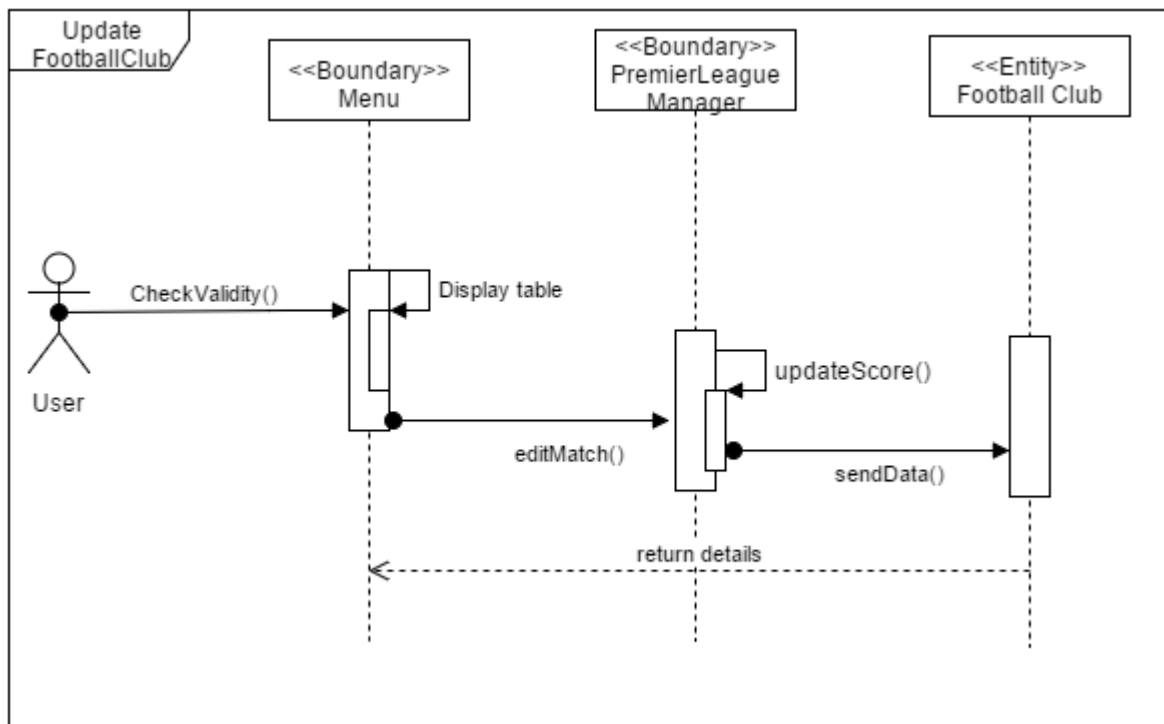 Update
FootballClub
<<Boundary>>
Menu
<<Boundary>>
PremierLeague
Manager
<<Entity>>
Football Club
CheckValidity()
Display table
User
updateScore()
editMatch()
sendData()
return details